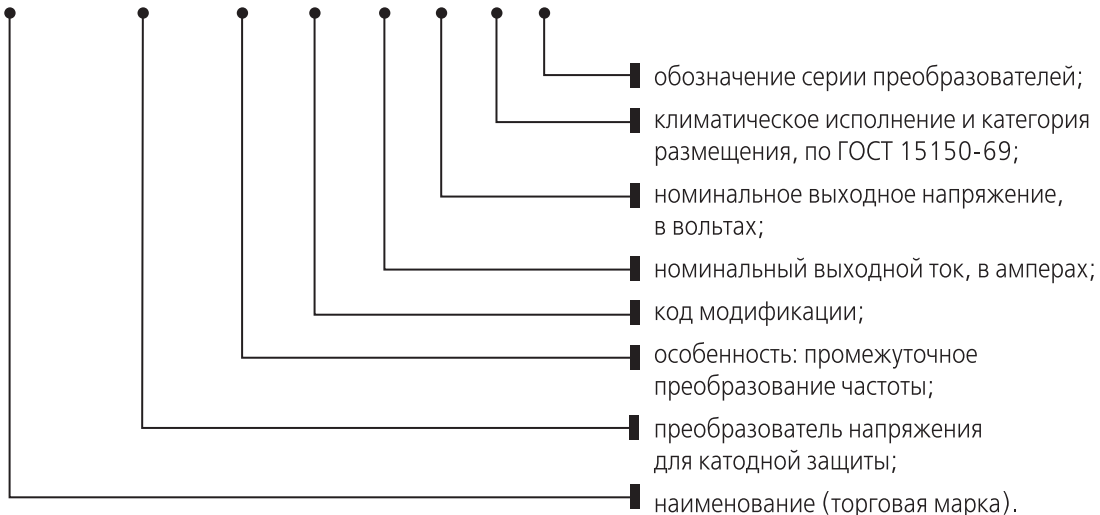 обозначение серии преобразователей;
климатическое исполнение и категория
размещения, по ГОСТ 15150-69;
номинальное выходное напряжение,
в вольтах;
номинальный выходной ток, в амперах;
код модификации;
особенность: промежуточное
преобразование частоты;
преобразователь напряжения
для катодной защиты;
наименование (торговая марка).